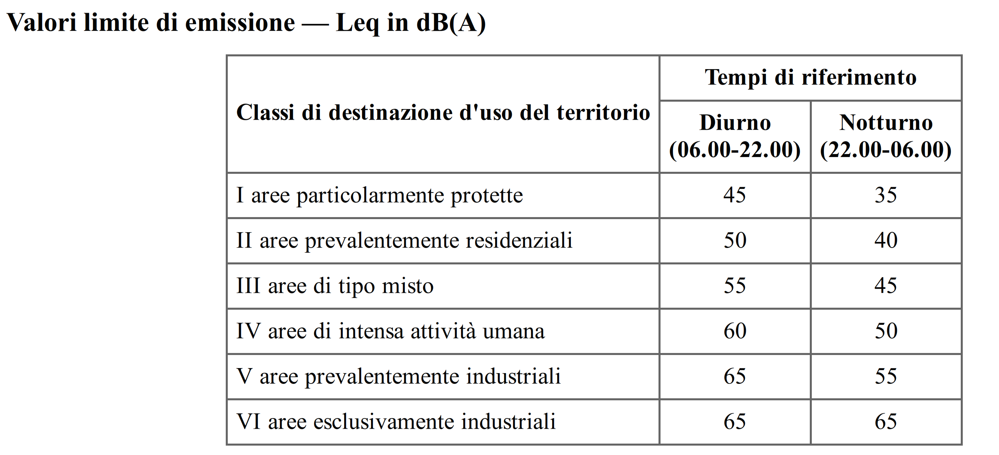 Valori limite di emissione — Leq in dB(A)
Classi di destinazione d'uso del territorio
Tempi di riferimento
Diurno
(06.00-22.00)
Notturno
(22.00-06.00)
I aree particolarmente protette 45 35
II aree prevalentemente residenziali 50 40
III aree di tipo misto 55 45
IV aree di intensa attività umana 60 50
V aree prevalentemente industriali 65 55
VI aree esclusivamente industriali 65 65